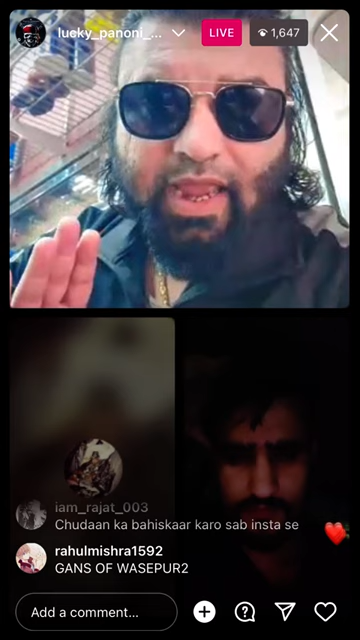 lucky_panoni_...
LIVE
1,647
iam_rajat_003
Chudaan ka bahiskaar karo sab insta se
rahulmishra1592
GANS OF WASEPUR2
Add a comment...